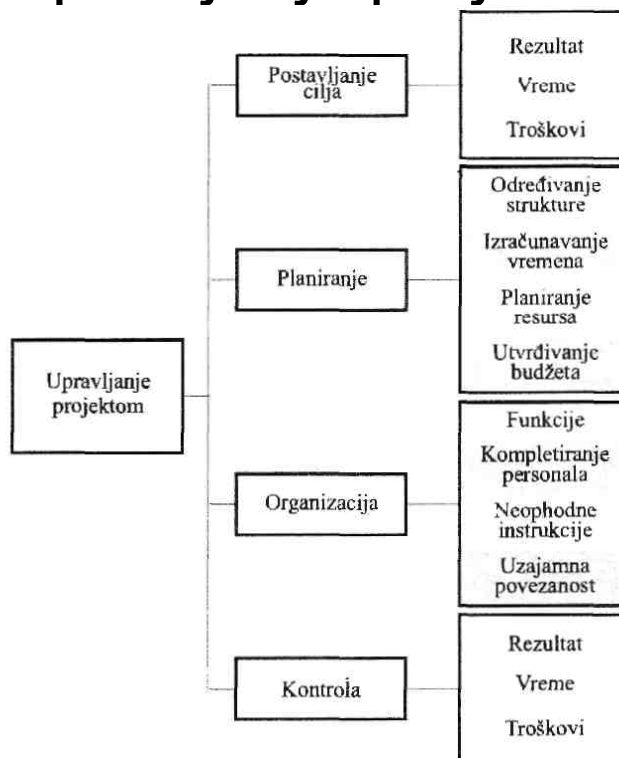 Postavljanje
cilja
Rezultat
Vreme
Troškovi
Planiranje
Određivanje
strukture
Izračunavanje
vremena
Planiranje
resursa
Utvrđivanje
budžeta
Upravljanje
projektom
Organizacija
Funkcije
Kompletiranje
personala
Neophodne
instrukcije
Uzajamna
povezanost
Kontrola
Rezultat
Vreme
Troškovi